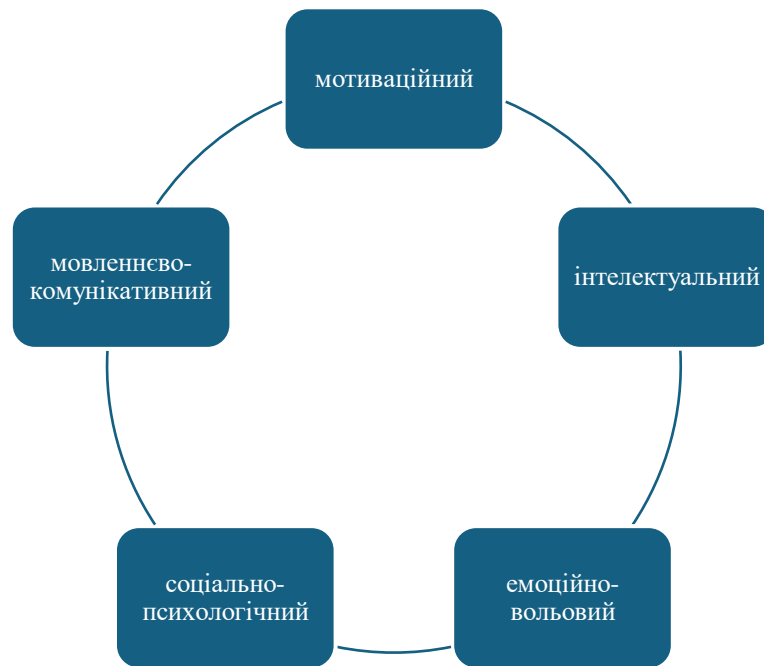 мотиваційний
інтелектуальний
емоційно-
вольовий
соціально-
психологічний
мовленнєво-
комунікативний